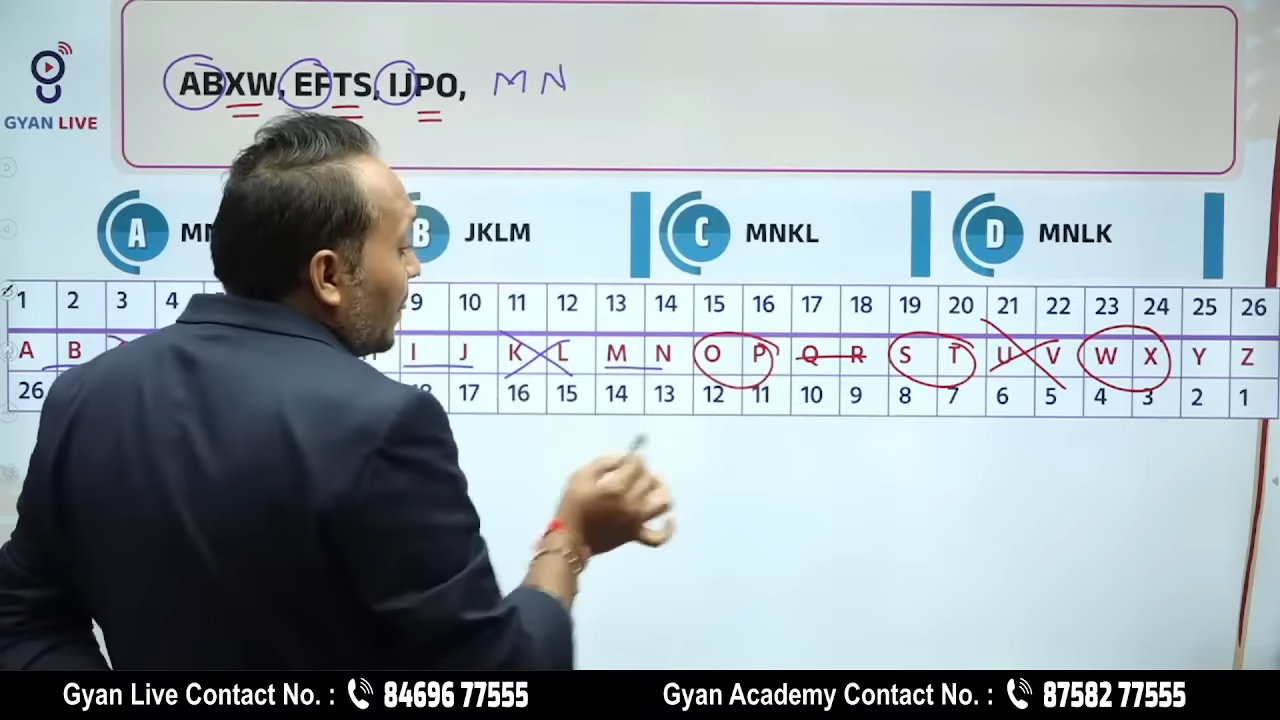 ABXW, EFTS, IJPO, MN
GYAN LIVE
A
B JKLM
C MNKL
D MNLK
1 2 3 4 9 10 11 12 13 14 15 16 17 18 19 20 21 22 23 24 25 26
A B I J K L M N O P Q R S T U V W X Y Z
26 17 16 15 14 13 12 11 10 9 8 7 6 5 4 3 2 1
Gyan Live Contact No. : 84696 77555 Gyan Academy Contact No. : 87582 77555